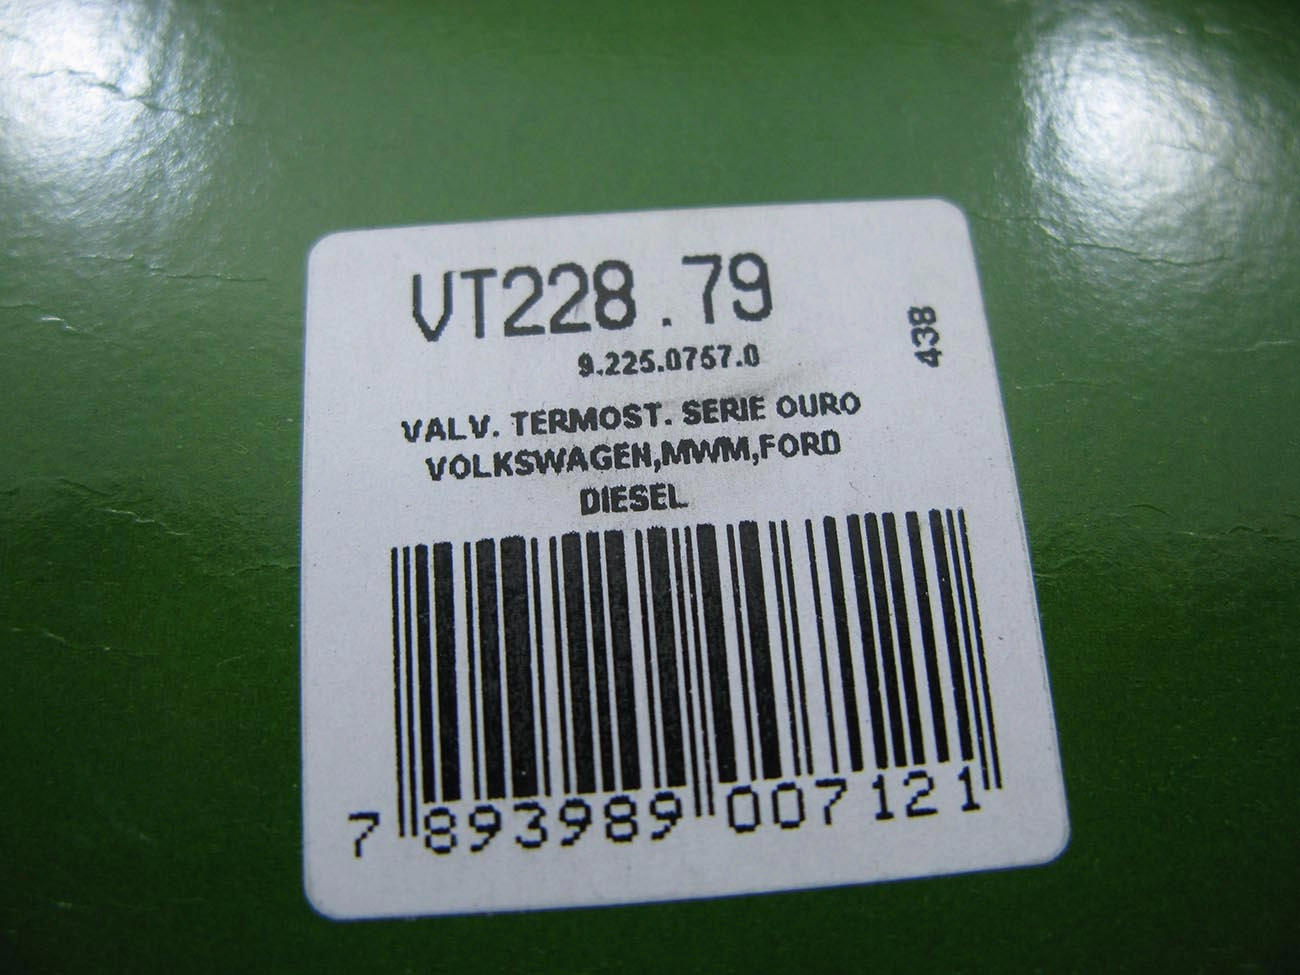 VT228.79
438
9.225.0757.0
VALV. TERMOST. SERIE OURO
VOLKSWAGEN,MWM,FORD
DIESEL
7 893989 007121